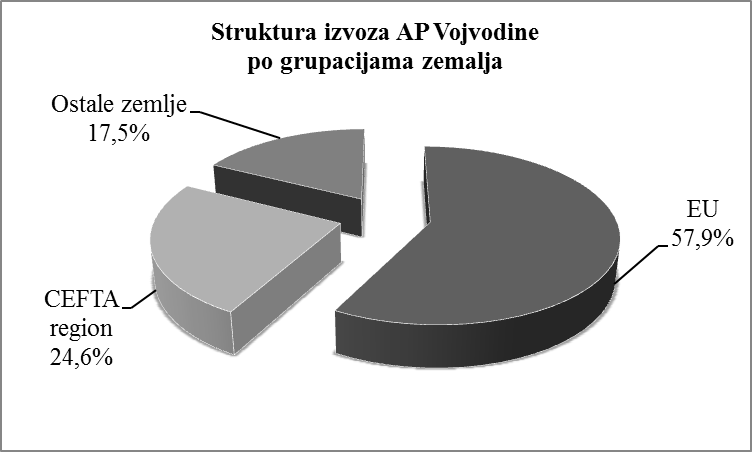 Struktura izvoza AP Vojvodine
po grupacijama zemalja
Ostale zemlje
17,5%
EU
57,9%
CEFTA
region
24,6%